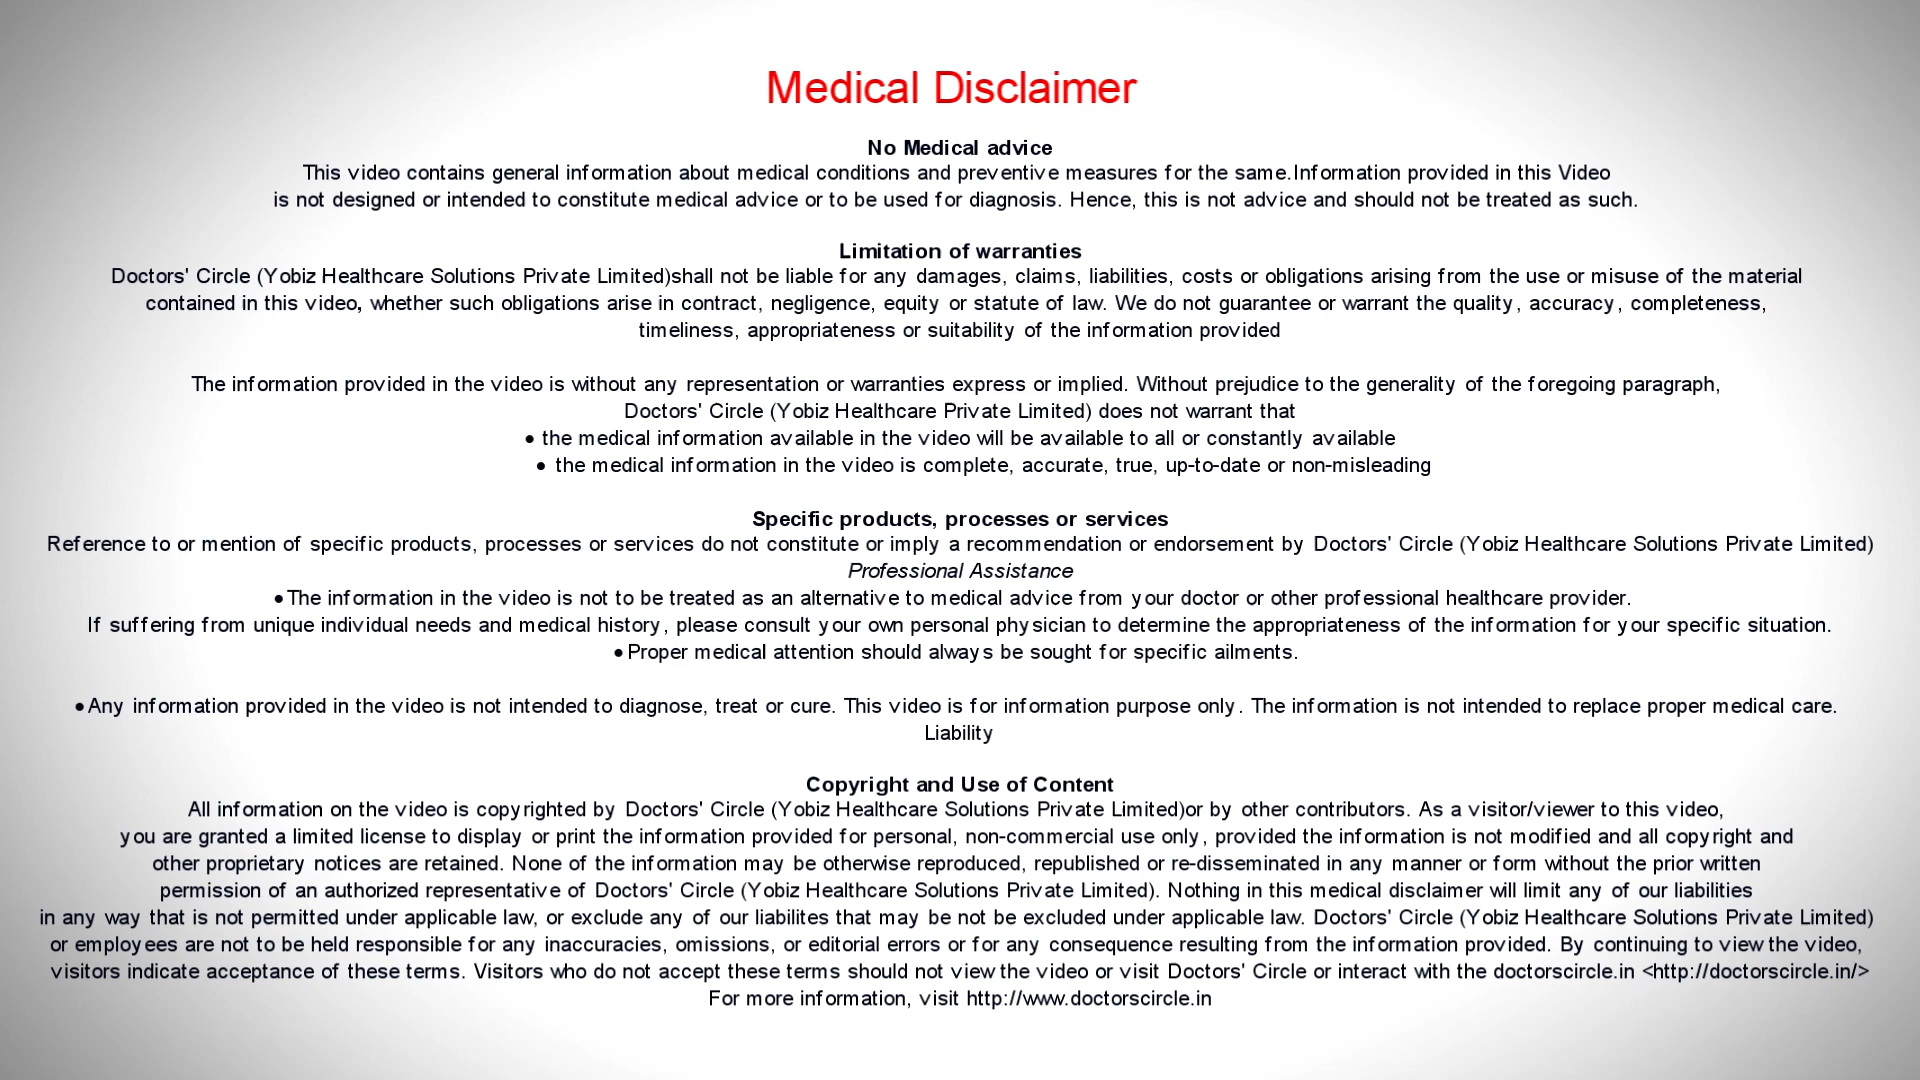 Medical Disclaimer
No Medical advice
This video contains general information about medical conditions and preventive measures for the same.Information provided in this Video
is not designed or intended to constitute medical advice or to be used for diagnosis. Hence, this is not advice and should not be treated as such.
Limitation of warranties
Doctors' Circle (Yobiz Healthcare Solutions Private Limited)shall not be liable for any damages, claims, liabilities, costs or obligations arising from the use or misuse of the material
contained in this video, whether such obligations arise in contract, negligence, equity or statute of law. We do not guarantee or warrant the quality, accuracy, completeness,
timeliness, appropriateness or suitability of the information provided
The information provided in the video is without any representation or warranties express or implied. Without prejudice to the generality of the foregoing paragraph,
Doctors' Circle (Yobiz Healthcare Private Limited) does not warrant that
• the medical information available in the video will be available to all or constantly available
• the medical information in the video is complete, accurate, true, up-to-date or non-misleading
Specific products, processes or services
Reference to or mention of specific products, processes or services do not constitute or imply a recommendation or endorsement by Doctors' Circle (Yobiz Healthcare Solutions Private Limited)
Professional Assistance
•The information in the video is not to be treated as an alternative to medical advice from your doctor or other professional healthcare provider.
If suffering from unique individual needs and medical history, please consult your own personal physician to determine the appropriateness of the information for your specific situation.
•Proper medical attention should always be sought for specific ailments.
•Any information provided in the video is not intended to diagnose, treat or cure. This video is for information purpose only. The information is not intended to replace proper medical care.
Liability
Copyright and Use of Content
All information on the video is copyrighted by Doctors' Circle (Yobiz Healthcare Solutions Private Limited)or by other contributors. As a visitor/viewer to this video,
you are granted a limited license to display or print the information provided for personal, non-commercial use only, provided the information is not modified and all copyright and
other proprietary notices are retained. None of the information may be otherwise reproduced, republished or re-disseminated in any manner or form without the prior written
permission of an authorized representative of Doctors' Circle (Yobiz Healthcare Solutions Private Limited). Nothing in this medical disclaimer will limit any of our liabilities
in any way that is not permitted under applicable law, or exclude any of our liabilites that may be not be excluded under applicable law. Doctors' Circle (Yobiz Healthcare Solutions Private Limited)
or employees are not to be held responsible for any inaccuracies, omissions, or editorial errors or for any consequence resulting from the information provided. By continuing to view the video,
visitors indicate acceptance of these terms. Visitors who do not accept these terms should not view the video or visit Doctors' Circle or interact with the doctorscircle.in <http://doctorscircle.in/>
For more information, visit http://www.doctorscircle.in